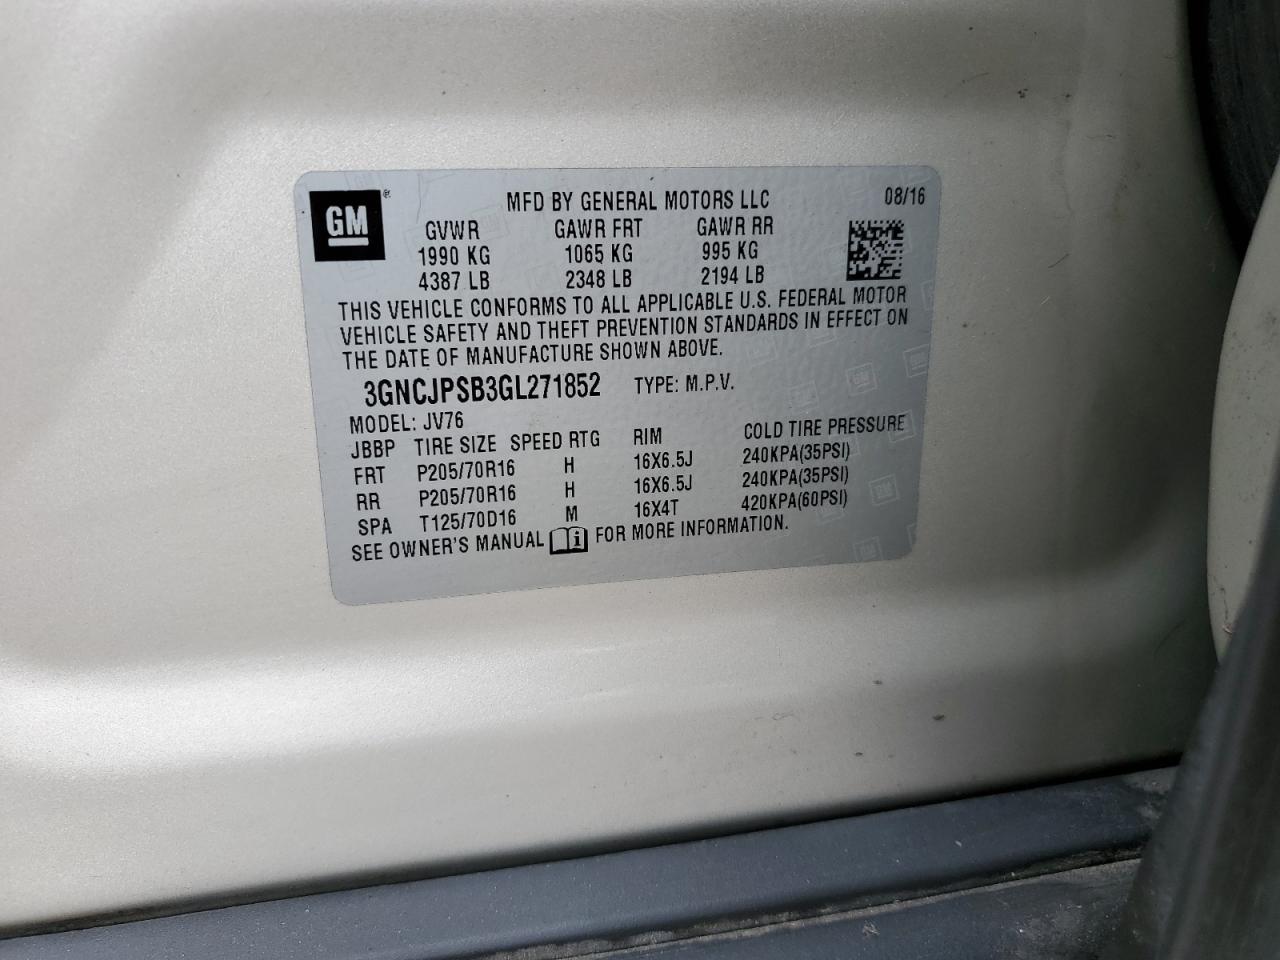 GM ® MFD BY GENERAL MOTORS LLC 08/16
GVWR GAWR FRT GAWR RR
1990 KG 1065 KG 995 KG
4387 LB 2348 LB 2194 LB
THIS VEHICLE CONFORMS TO ALL APPLICABLE U.S. FEDERAL MOTOR
VEHICLE SAFETY AND THEFT PREVENTION STANDARDS IN EFFECT ON
THE DATE OF MANUFACTURE SHOWN ABOVE.
3GNCJPSB3GL271852 TYPE: M.P.V.
MODEL: JV76
JBBP TIRE SIZE SPEED RTG RIM COLD TIRE PRESSURE
FRT P205/70R16 H 16X6.5J 240KPA(35PSI)
RR P205/70R16 H 16X6.5J 240KPA(35PSI)
SPA T125/70D16 M 16X4T 420KPA(60PSI)
SEE OWNER'S MANUAL i FOR MORE INFORMATION.